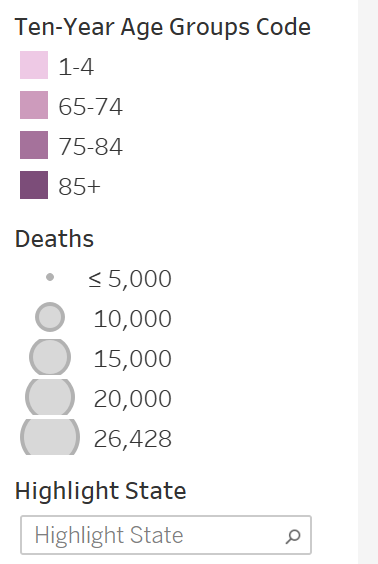 Ten-Year Age Groups Code
1-4
65-74
75-84
85+
Deaths
≤ 5,000
10,000
15,000
20,000
26,428
Highlight State
Highlight State